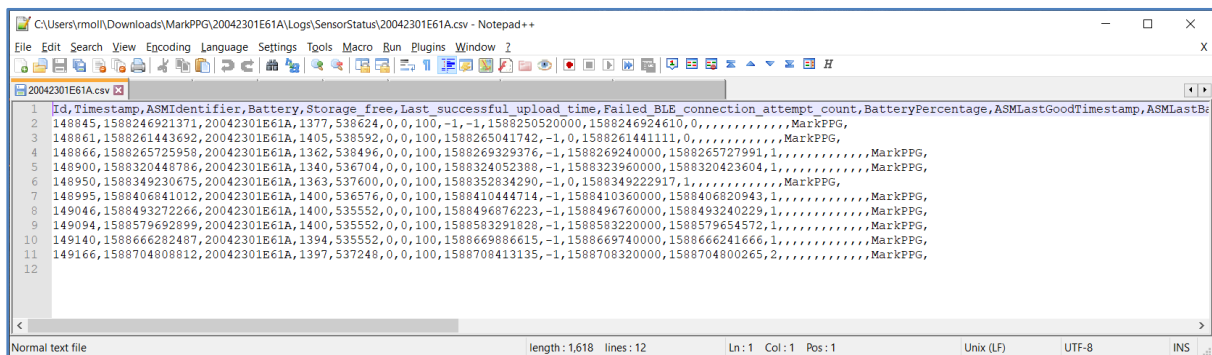 C:\Users\rmoll\Downloads\MarkPPG\20042301E61A\Logs\SensorStatus\20042301E61A.csv - Notepad++
File Edit Search View Encoding Language Settings Tools Macro Run Plugins Window ? X
20042301E61A.csv
1 Id,Timestamp,ASMIdentifier,Battery,Storage_free,Last_successful_upload_time,Failed_BLE_connection_attempt_count,BatteryPercentage,ASMLastGoodTimestamp,ASMLastBa
2 148845,1588246921371,20042301E61A,1377,538624,0,0,100,-1,-1,1588250520000,1588246924610,0,,,,,,,,,,,,,MarkPPG,
3 148861,1588261443692,20042301E61A,1405,538592,0,0,100,1588265041742,-1,0,1588261441111,0,,,,,,,,,,,,,MarkPPG,
4 148866,1588265725958,20042301E61A,1362,538496,0,0,100,1588269329376,-1,1588269240000,1588265727991,1,,,,,,,,,,,,,MarkPPG,
5 148900,1588320448786,20042301E61A,1340,536704,0,0,100,1588324052388,-1,1588323960000,1588320423604,1,,,,,,,,,,,,,MarkPPG,
6 148950,1588349230675,20042301E61A,1363,537600,0,0,100,1588352834290,-1,0,1588349222917,1,,,,,,,,,,,,,MarkPPG,
7 148995,1588406841012,20042301E61A,1400,536576,0,0,100,1588410444714,-1,1588410360000,1588406820943,1,,,,,,,,,,,,,MarkPPG,
8 149046,1588493272266,20042301E61A,1400,535552,0,0,100,1588496876223,-1,1588496760000,1588493240229,1,,,,,,,,,,,,,MarkPPG,
9 149094,1588579692899,20042301E61A,1400,535552,0,0,100,1588583291828,-1,1588583220000,1588579654572,1,,,,,,,,,,,,,MarkPPG,
10 149140,1588666282487,20042301E61A,1394,535552,0,0,100,1588669886615,-1,1588669740000,1588666241666,1,,,,,,,,,,,,,MarkPPG,
11 149166,1588704808812,20042301E61A,1397,537248,0,0,100,1588708413135,-1,1588708320000,1588704800265,2,,,,,,,,,,,,,MarkPPG,
12
Normal text file length : 1,618 lines : 12 Ln : 1 Col : 1 Pos : 1 Unix (LF) UTF-8 INS